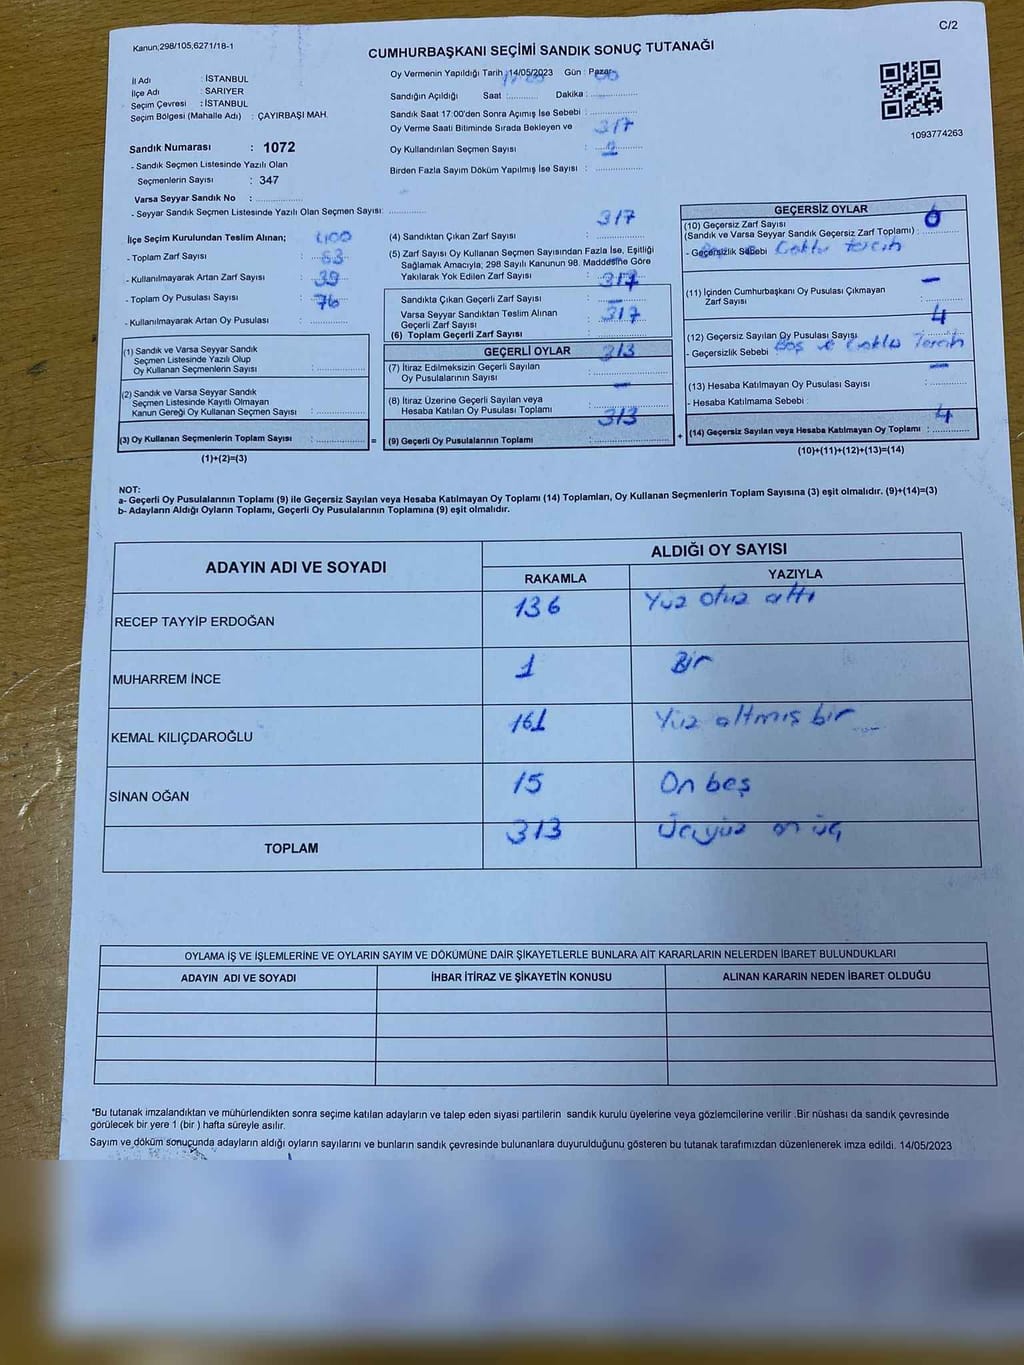 C/2
Kanun;298/105,6271/18-1
CUMHURBAŞKANI SEÇİMİ SANDIK SONUÇ TUTANAĞI
İl Adı : İSTANBUL
İlçe Adı : SARIYER
Seçim Çevresi : İSTANBUL
Seçim Bölgesi (Mahalle Adı) : ÇAYIRBAŞI MAH.
Sandık Numarası : 1072
- Sandık Seçmen Listesinde Yazılı Olan
Seçmenlerin Sayısı : 347
Varsa Seyyar Sandık No :
- Seyyar Sandık Seçmen Listesinde Yazılı Olan Seçmen Sayısı:
Oy Vermenin Yapıldığı Tarih :14/05/2023 Gün : Pazar
Sandığın Açıldığı Saat : Dakika :
Sandık Saat 17:00'den Sonra Açımış İse Sebebi :
Oy Verme Saati Bitiminde Sırada Bekleyen ve 317
Oy Kullandırılan Seçmen Sayısı :
Birden Fazla Sayım Döküm Yapılmış İse Sayısı :
1093774263
İlçe Seçim Kurulundan Teslim Alınan; 400
- Toplam Zarf Sayısı : 83
- Kullanılmayarak Artan Zarf Sayısı : 39
- Toplam Oy Pusulası Sayısı : 76
- Kullanılmayarak Artan Oy Pusulası :
317
(4) Sandıktan Çıkan Zarf Sayısı :
(5) Zarf Sayısı Oy Kullanan Seçmen Sayısından Fazla İse, Eşitliği
Sağlamak Amacıyla, 298 Sayılı Kanunun 98. Maddesine Göre
Yakılarak Yok Edilen Zarf Sayısı : 317
Sandıkta Çıkan Geçerli Zarf Sayısı :
Varsa Seyyar Sandıktan Teslim Alınan
Geçerli Zarf Sayısı : 317
(6) Toplam Geçerli Zarf Sayısı :
GEÇERSİZ OYLAR
(10) Geçersiz Zarf Sayısı
(Sandık ve Varsa Seyyar Sandık Geçersiz Zarf Toplamı) :
- Geçersizlik Sebebi : Çoklu Tercih
(11) İçinden Cumhurbaşkanı Oy Pusulası Çıkmayan
Zarf Sayısı :
4
(12) Geçersiz Sayılan Oy Pusulası Sayısı :
- Geçersizlik Sebebi : Boş ve Çoklu Tercih
(13) Hesaba Katılmayan Oy Pusulası Sayısı :
- Hesaba Katılmama Sebebi :
4
(14) Geçersiz Sayılan veya Hesaba Katılmayan Oy Toplamı :
(10)+(11)+(12)+(13)=(14)
(1) Sandık ve Varsa Seyyar Sandık
Seçmen Listesinde Yazılı Olup
Oy Kullanan Seçmenlerin Sayısı :
(2) Sandık ve Varsa Seyyar Sandık
Seçmen Listesinde Kayıtlı Olmayan
Kanun Gereği Oy Kullanan Seçmen Sayısı :
(3) Oy Kullanan Seçmenlerin Toplam Sayısı : =
(1)+(2)=(3)
GEÇERLİ OYLAR 313
(7) İtiraz Edilmeksizin Geçerli Sayılan
Oy Pusulalarının Sayısı :
(8) İtiraz Üzerine Geçerli Sayılan veya
Hesaba Katılan Oy Pusulası Toplamı :
313
(9) Geçerli Oy Pusulalarının Toplamı : +
NOT:
a- Geçerli Oy Pusulalarının Toplamı (9) ile Geçersiz Sayılan veya Hesaba Katılmayan Oy Toplamı (14) Toplamları, Oy Kullanan Seçmenlerin Toplam Sayısına (3) eşit olmalıdır. (9)+(14)=(3)
b- Adayların Aldığı Oyların Toplamı, Geçerli Oy Pusulalarının Toplamına (9) eşit olmalıdır.
ADAYIN ADI VE SOYADI
ALDIĞI OY SAYISI
RAKAMLA YAZIYLA
RECEP TAYYİP ERDOĞAN 136 Yüz otuz altı
MUHARREM İNCE 1 Bir
KEMAL KILIÇDAROĞLU 161 Yüz altmış bir
SİNAN OĞAN 15 On beş
TOPLAM 313 Üçyüz on üç
OYLAMA İŞ VE İŞLEMLERİNE VE OYLARIN SAYIM VE DÖKÜMÜNE DAİR ŞİKAYETLERLE BUNLARA AİT KARARLARIN NELERDEN İBARET BULUNDUKLARI
ADAYIN ADI VE SOYADI İHBAR İTİRAZ VE ŞİKAYETİN KONUSU ALINAN KARARIN NEDEN İBARET OLDUĞU
*Bu tutanak imzalandıktan ve mühürlendikten sonra seçime katılan adayların ve talep eden siyasi partilerin sandık kurulu üyelerine veya gözlemcilerine verilir .Bir nüshası da sandık çevresinde
görülecek bir yere 1 (bir ) hafta süreyle asılır.
Sayım ve döküm sonuçunda adayların aldığı oyların sayılarını ve bunların sandık çevresinde bulunanlara duyurulduğunu gösteren bu tutanak tarafımızdan düzenlenerek imza edildi. 14/05/2023